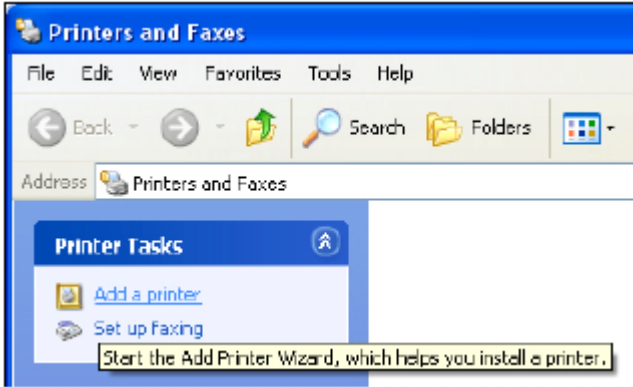 Printers and Faxes
File Edit View Favorites Tools Help
Back Search Folders
Address Printers and Faxes
Printer Tasks
Add a printer
Set up faxing
Start the Add Printer Wizard, which helps you install a printer.